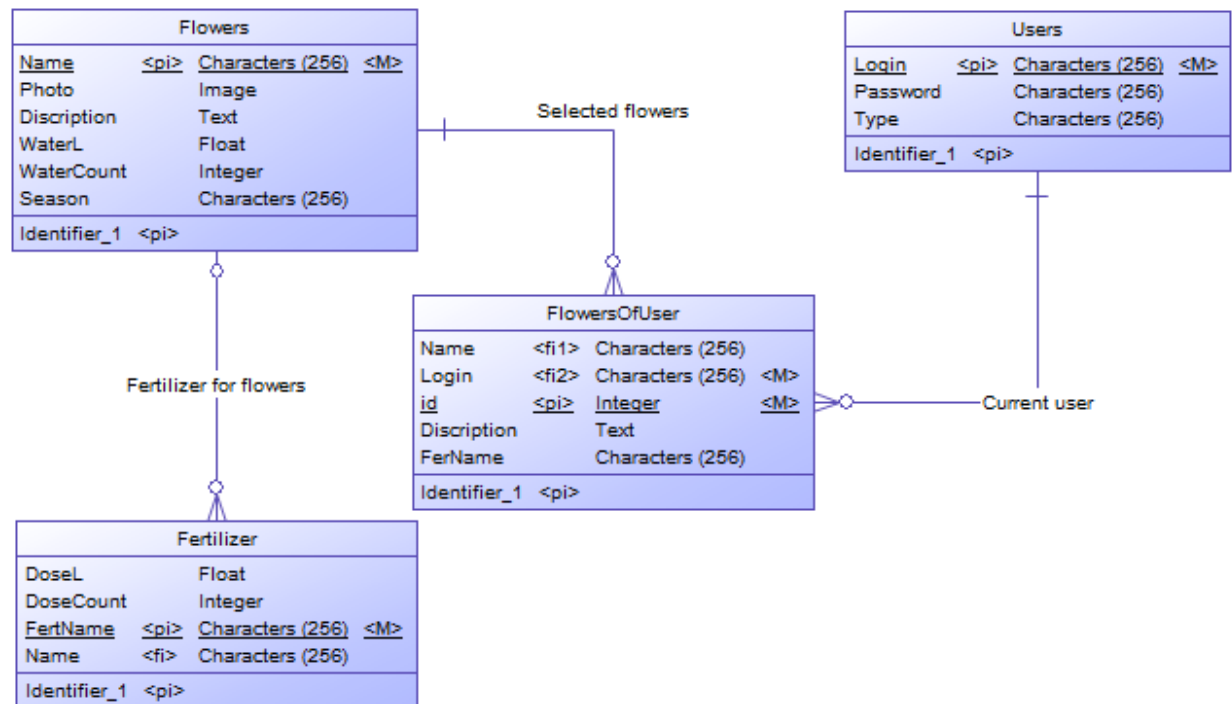 Flowers
Name <pi> Characters (256) <M>
Photo Image
Discription Text
WaterL Float
WaterCount Integer
Season Characters (256)
Identifier_1 <pi>
Users
Login <pi> Characters (256) <M>
Password Characters (256)
Type Characters (256)
Identifier_1 <pi>
Selected flowers
FlowersOfUser
Name <fi1> Characters (256)
Login <fi2> Characters (256) <M>
id <pi> Integer <M>
Discription Text
FerName Characters (256)
Identifier_1 <pi>
Current user
Fertilizer for flowers
Fertilizer
DoseL Float
DoseCount Integer
FertName <pi> Characters (256) <M>
Name <fi> Characters (256)
Identifier_1 <pi>